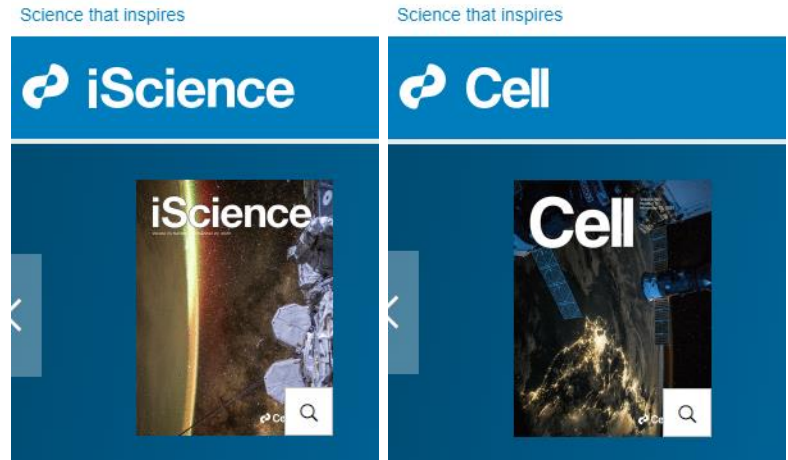 Science that inspires
iScience
iScience
Science that inspires
Cell
Cell